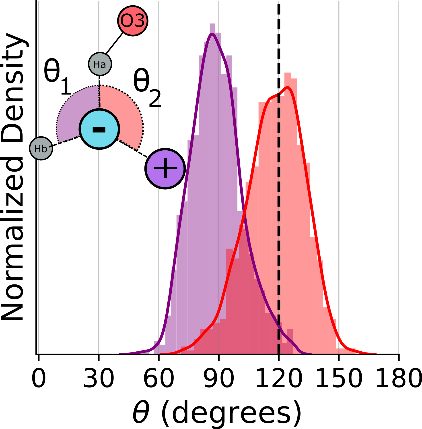 O3
Ha
θ1
θ2
Hb
-
+
Normalized Density
0 30 60 90 120 150 180
θ (degrees)